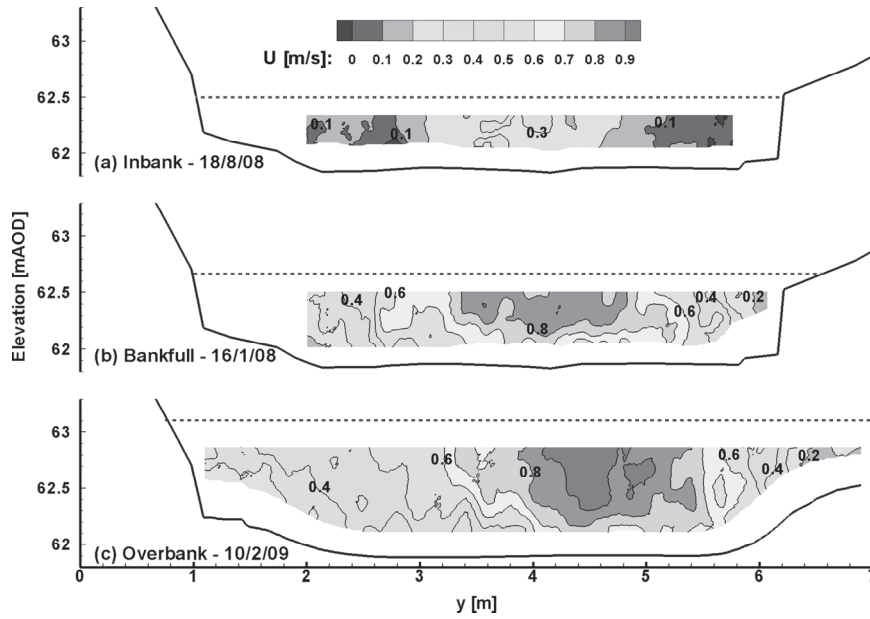 63
U [m/s]: 0 0.1 0.2 0.3 0.4 0.5 0.6 0.7 0.8 0.9
62.5
0.1 0.1 0.3 0.1
62
(a) Inbank - 18/8/08
63
62.5
0.4 0.6 0.8 0.6 0.4 0.2
62
(b) Bankfull - 16/1/08
63
0.4 0.6 0.8 0.6 0.4 0.2
62.5
62
(c) Overbank - 10/2/09
0 1 2 3 4 5 6 7
y [m]
Elevation [mAOD]